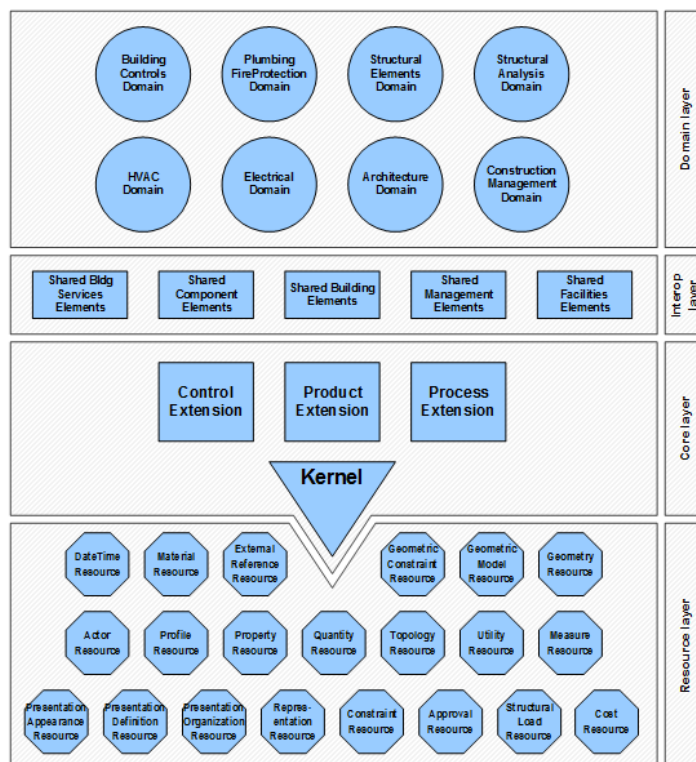 Building
Controls
Domain
Plumbing
FireProtection
Domain
Structural
Elements
Domain
Structural
Analysis
Domain
HVAC
Domain
Electrical
Domain
Architecture
Domain
Construction
Management
Domain
Domain layer
Shared Bldg
Services
Elements
Shared
Component
Elements
Shared Building
Elements
Shared
Management
Elements
Shared
Facilities
Elements
Interop
layer
Control
Extension
Product
Extension
Process
Extension
Kernel
Core layer
DateTime
Resource
Material
Resource
External
Reference
Resource
Geometric
Constraint
Resource
Geometric
Model
Resource
Geometry
Resource
Actor
Resource
Profile
Resource
Property
Resource
Quantity
Resource
Topology
Resource
Utility
Resource
Measure
Resource
Presentation
Appearance
Resource
Presentation
Definition
Resource
Presentation
Organization
Resource
Repres-
entation
Resource
Constraint
Resource
Approval
Resource
Structural
Load
Resource
Cost
Resource
Resource layer